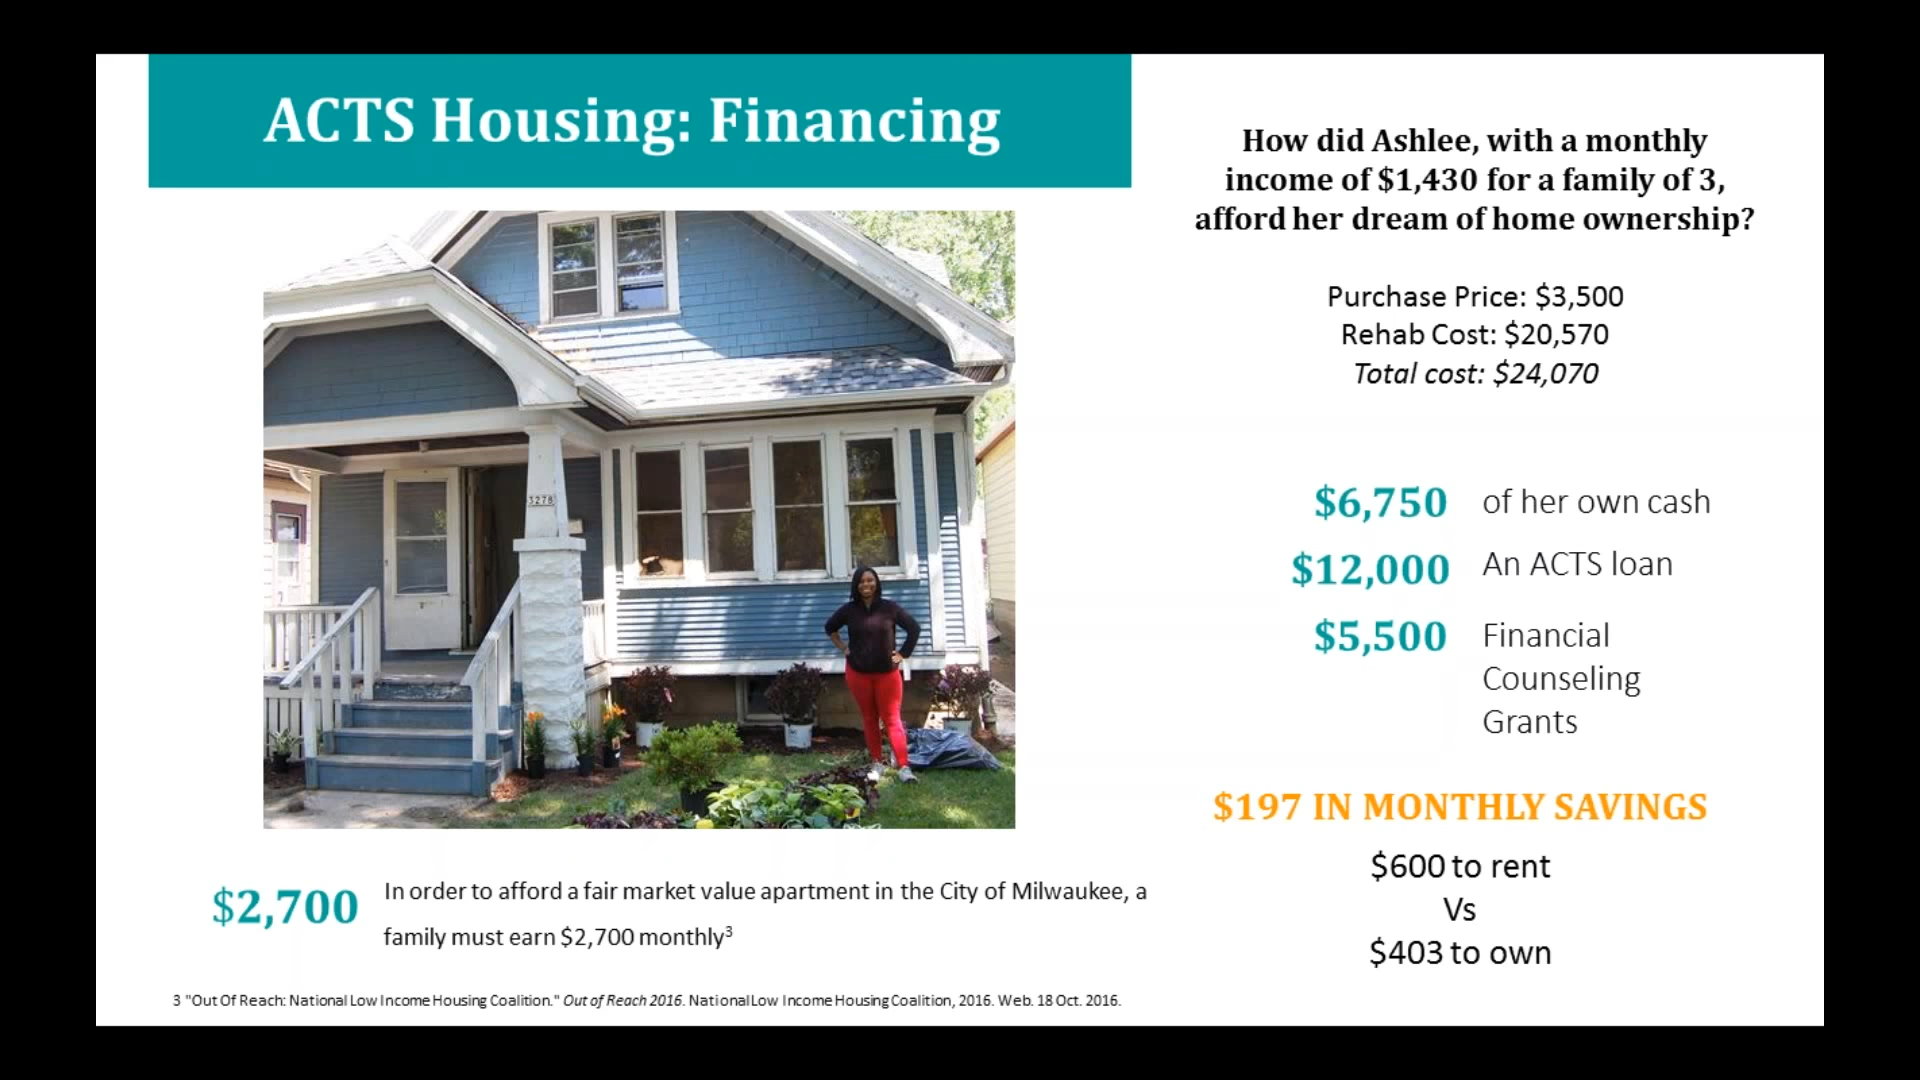 ACTS Housing: Financing
How did Ashlee, with a monthly
income of $1,430 for a family of 3,
afford her dream of home ownership?
Purchase Price: $3,500
Rehab Cost: $20,570
Total cost: $24,070
3278
$6,750 of her own cash
$12,000 An ACTS loan
$5,500 Financial
Counseling
Grants
$197 IN MONTHLY SAVINGS
$600 to rent
Vs
$403 to own
$2,700 In order to afford a fair market value apartment in the City of Milwaukee, a
family must earn $2,700 monthly3
3 "Out Of Reach: National Low Income Housing Coalition." Out of Reach 2016. National Low Income Housing Coalition, 2016. Web. 18 Oct. 2016.